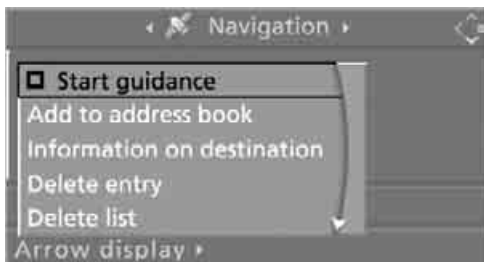 Navigation
Start guidance
Add to address book
Information on destination
Delete entry
Delete list
Arrow display